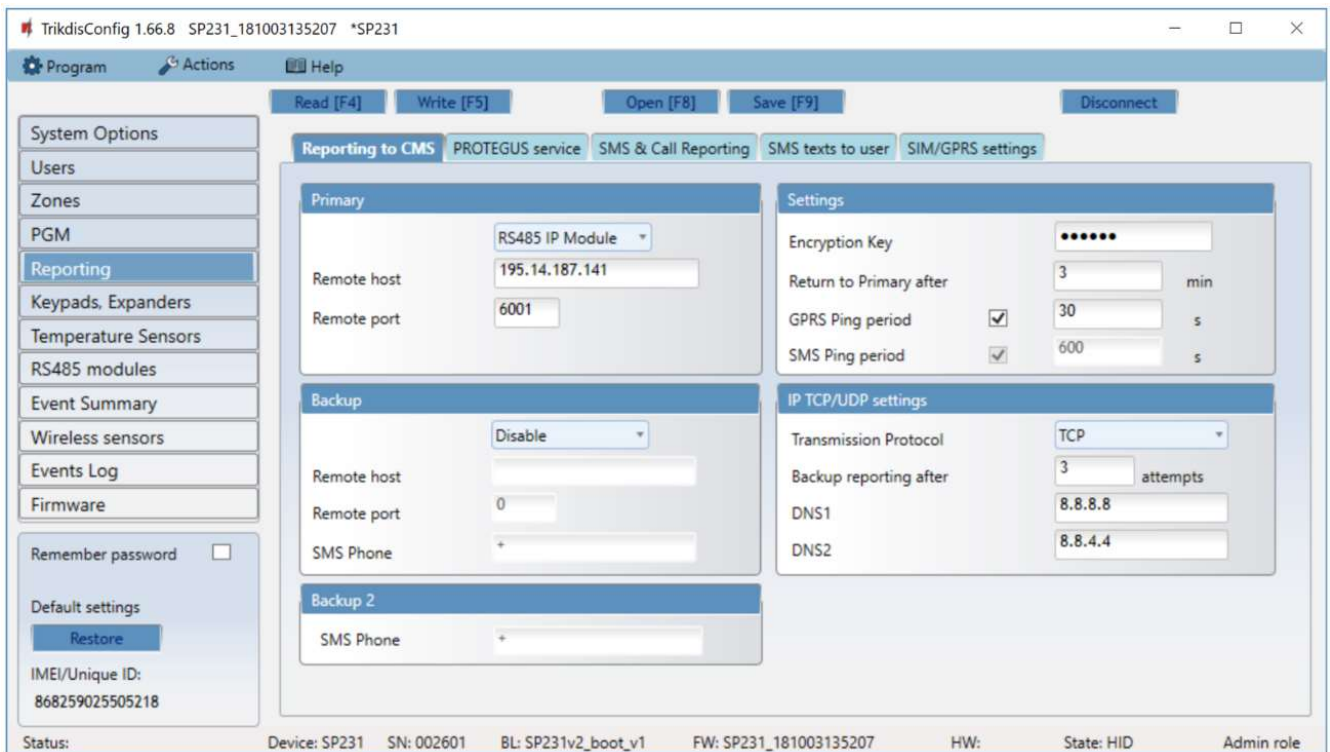 TrikdisConfig 1.66.8 SP231_181003135207 *SP231
Program Actions Help
Read [F4] Write [F5] Open [F8] Save [F9] Disconnect
System Options
Users
Zones
PGM
Reporting
Keypads, Expanders
Temperature Sensors
RS485 modules
Event Summary
Wireless sensors
Events Log
Firmware
Remember password
Default settings
Restore
IMEI/Unique ID:
868259025505218
Reporting to CMS PROTEGUS service SMS & Call Reporting SMS texts to user SIM/GPRS settings
Primary
RS485 IP Module
Remote host 195.14.187.141
Remote port 6001
Settings
Encryption Key ••••••
Return to Primary after 3 min
GPRS Ping period 30 s
SMS Ping period 600 s
Backup
Disable
Remote host
Remote port 0
SMS Phone +
IP TCP/UDP settings
Transmission Protocol TCP
Backup reporting after 3 attempts
DNS1 8.8.8.8
DNS2 8.8.4.4
Backup 2
SMS Phone +
Status: Device: SP231 SN: 002601 BL: SP231v2_boot_v1 FW: SP231_181003135207 HW: State: HID Admin role